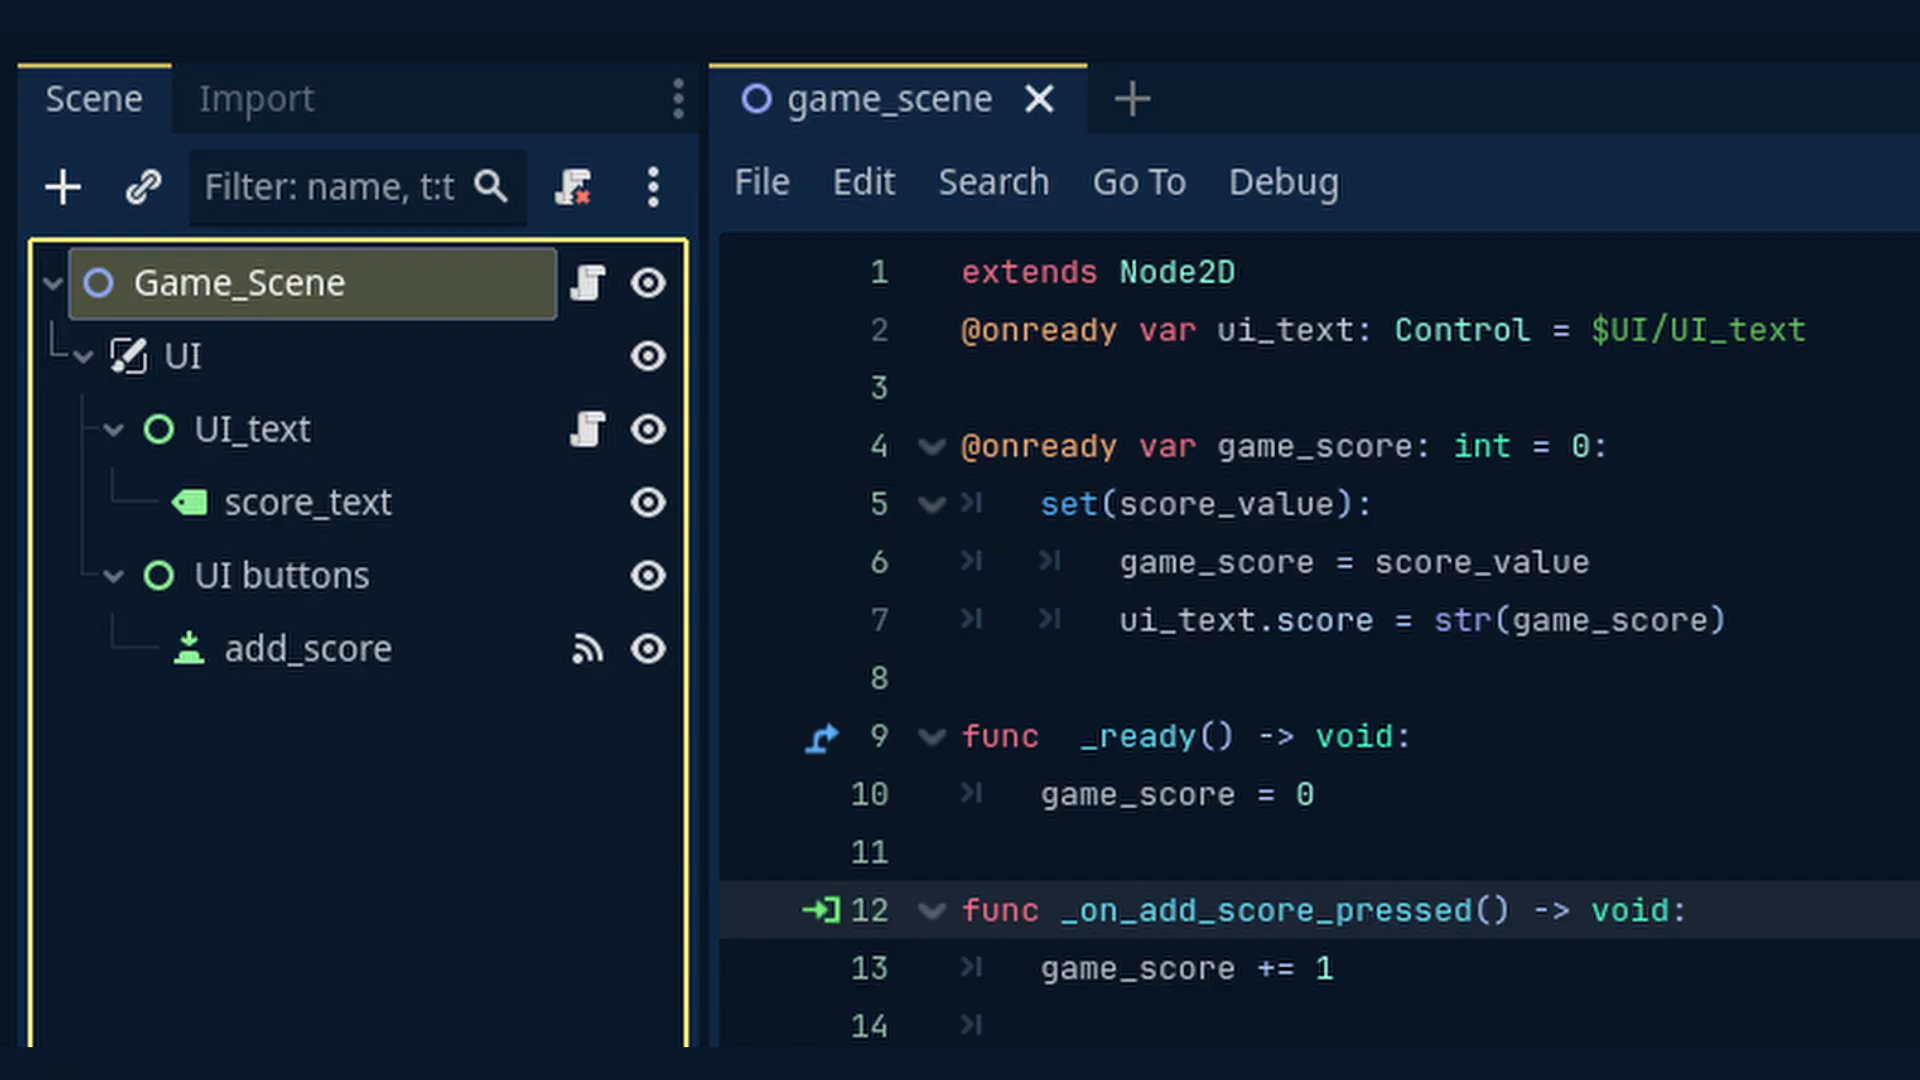 Scene Import
Filter: name, t:t
Game_Scene
UI
UI_text
score_text
UI buttons
add_score
game_scene
File Edit Search Go To Debug
1 extends Node2D
2 @onready var ui_text: Control = $UI/UI_text
3
4 @onready var game_score: int = 0:
5 set(score_value):
6 game_score = score_value
7 ui_text.score = str(game_score)
8
9 func _ready() -> void:
10 game_score = 0
11
12 func _on_add_score_pressed() -> void:
13 game_score += 1
14